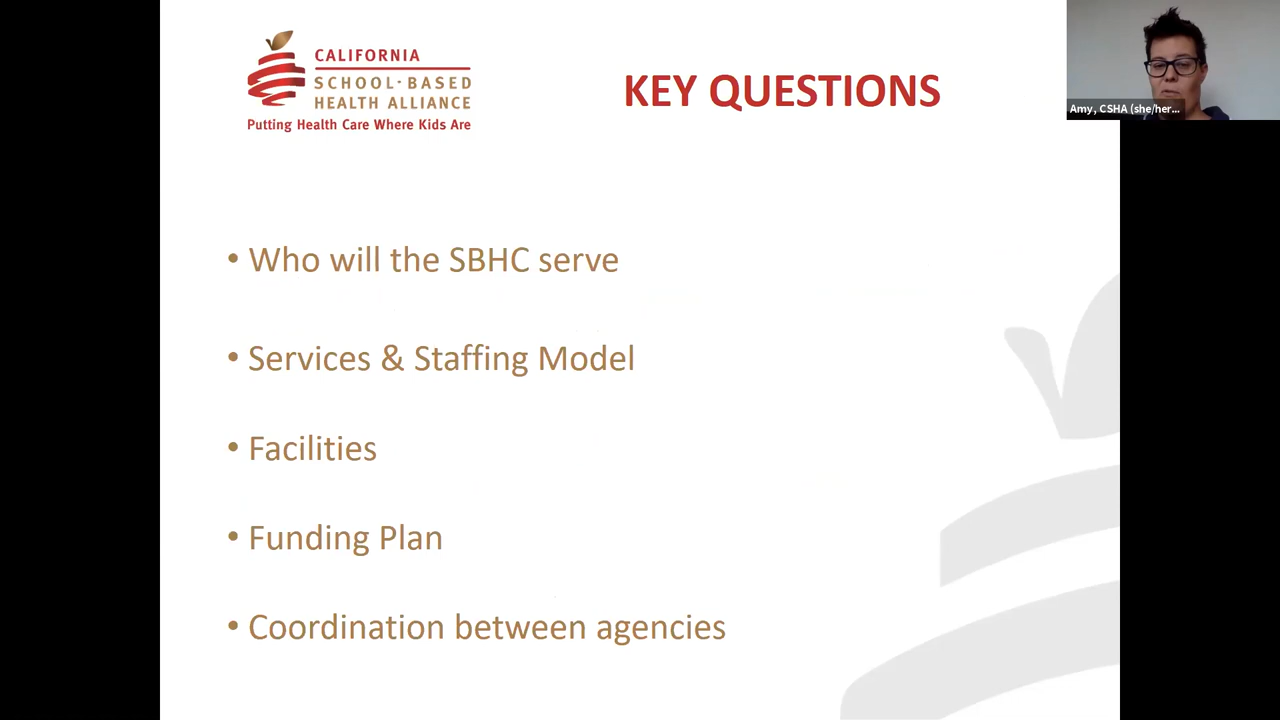 CALIFORNIA
SCHOOL-BASED
HEALTH ALLIANCE
Putting Health Care Where Kids Are
KEY QUESTIONS
Amy, CSHA (she/her...
• Who will the SBHC serve
• Services & Staffing Model
• Facilities
• Funding Plan
• Coordination between agencies